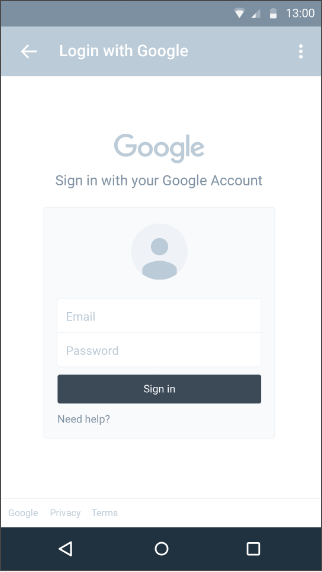 13:00
Login with Google
Google
Sign in with your Google Account
Email
Password
Sign in
Need help?
Google Privacy Terms